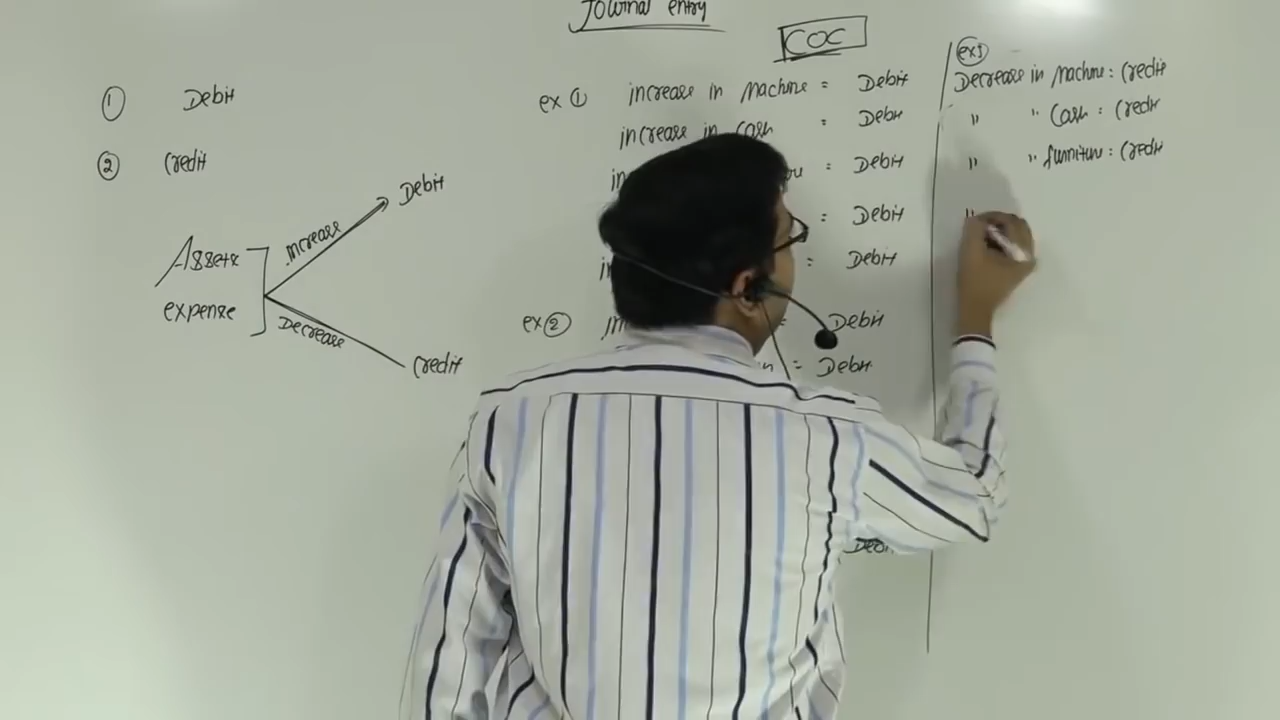 Journal entry
COC
① Debit
② Credit
Assets
expense
increase
Debit
Decrease
Credit
ex ① increase in Machine = Debit
increase in Cash : Debit
= Debit
: Debit
: Debit
ex ② = Debit
= Debit
ex3
Decrease in Machine : Credit
" " Cash : Credit
" " furniture : Credit
"